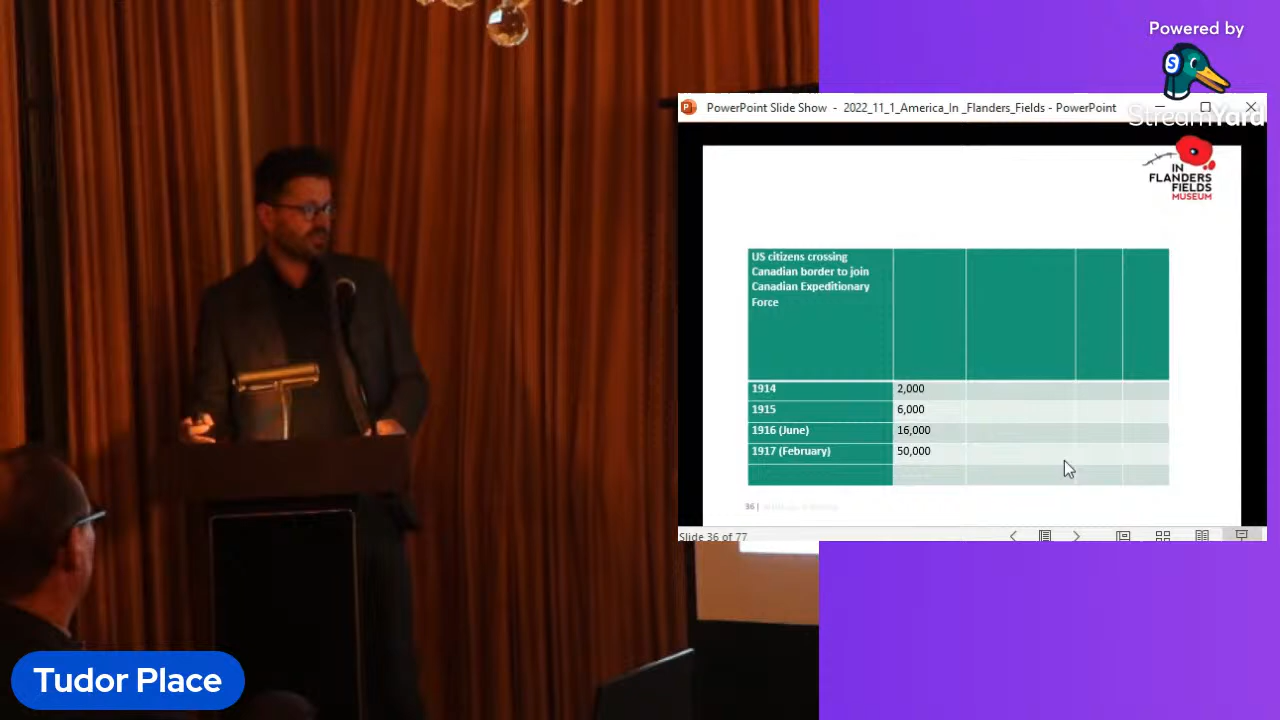 Powered by
S
StreamYard
PowerPoint Slide Show - 2022_11_1_America_In _Flanders_Fields - PowerPoint
IN
FLANDERS
FIELDS
MUSEUM
US citizens crossing
Canadian border to join
Canadian Expeditionary
Force
1914 2,000
1915 6,000
1916 (June) 16,000
1917 (February) 50,000
36 |
Slide 36 of 77
Tudor Place